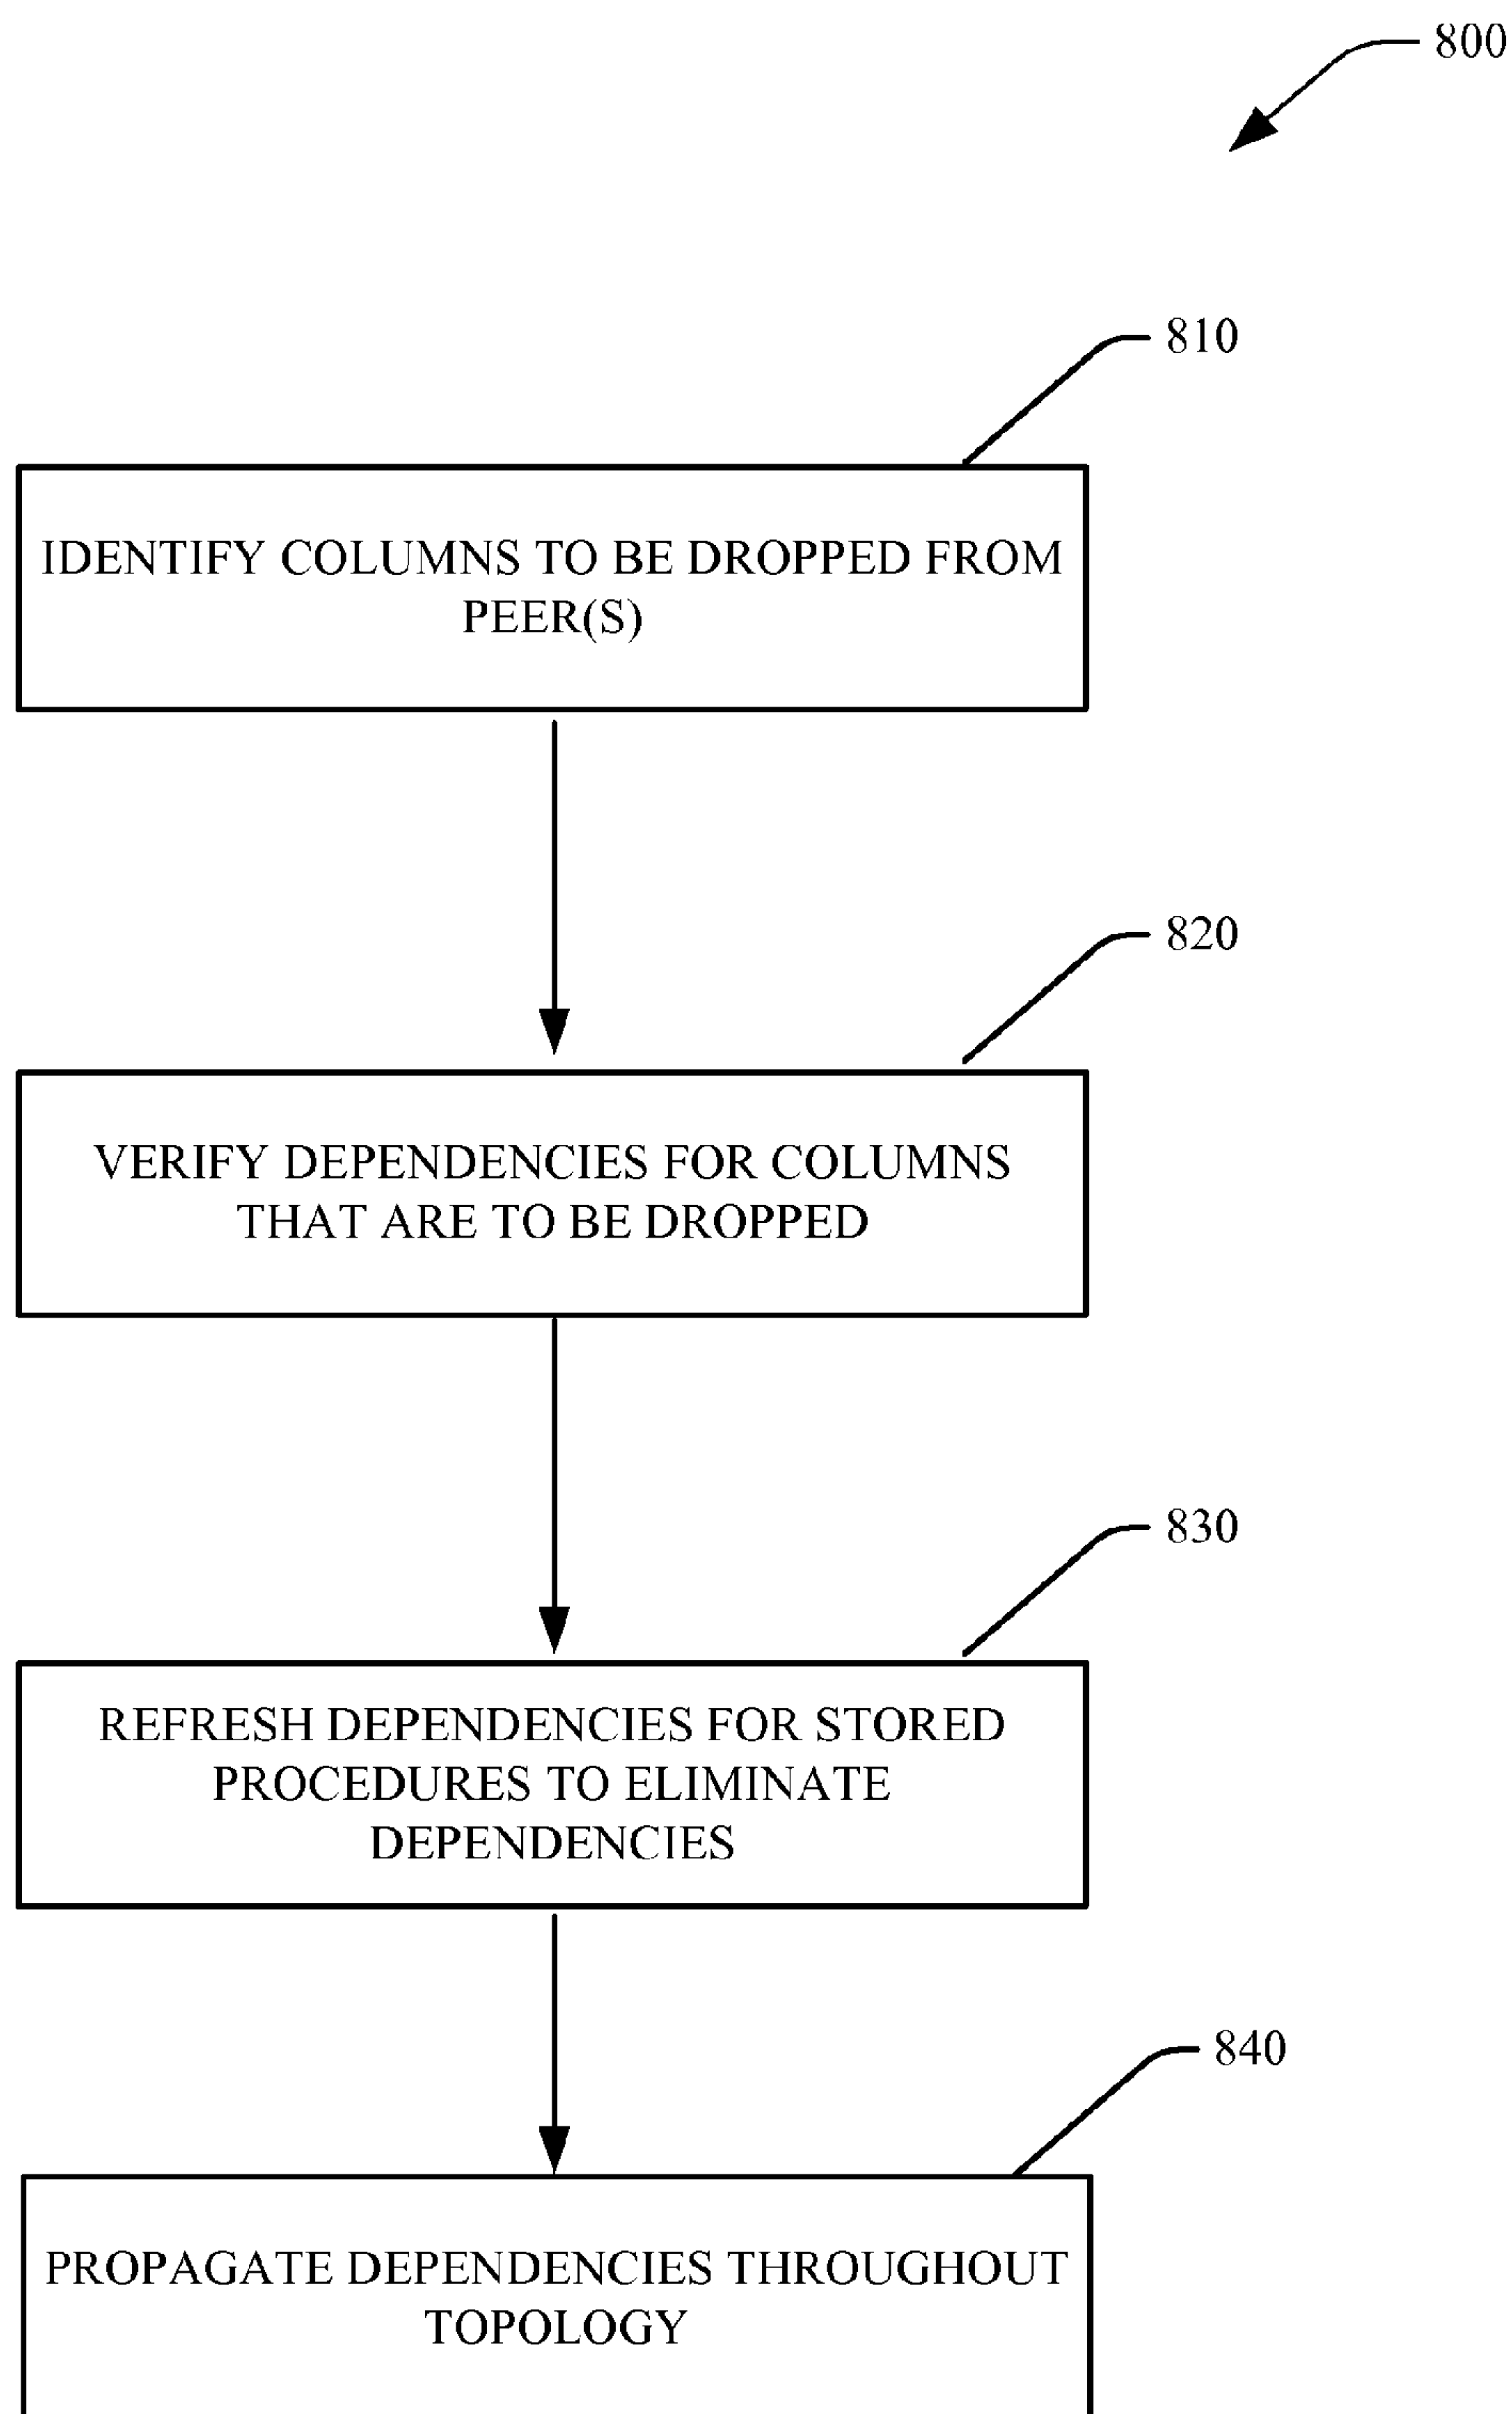 800
810
IDENTIFY COLUMNS TO BE DROPPED FROM
PEER(S)
820
VERIFY DEPENDENCIES FOR COLUMNS
THAT ARE TO BE DROPPED
830
REFRESH DEPENDENCIES FOR STORED
PROCEDURES TO ELIMINATE
DEPENDENCIES
840
PROPAGATE DEPENDENCIES THROUGHOUT
TOPOLOGY